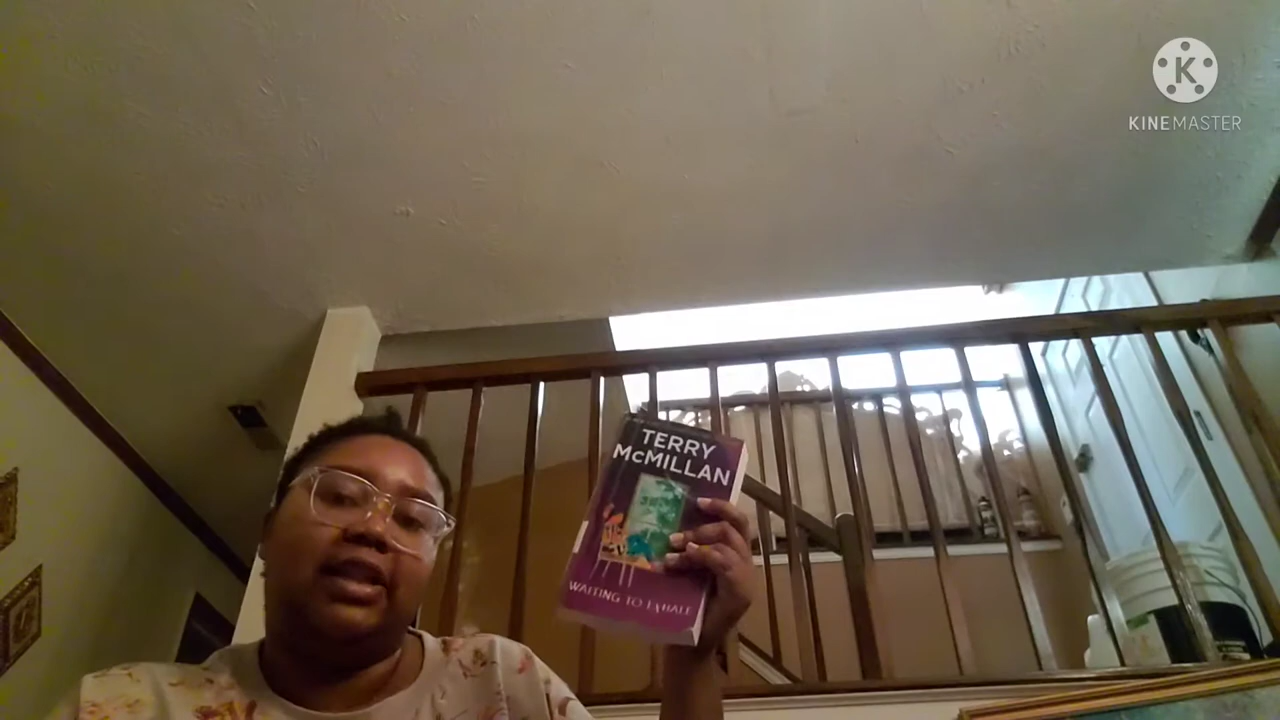 K
KINEMASTER
TERRY
McMILLAN
WAITING TO EXHALE